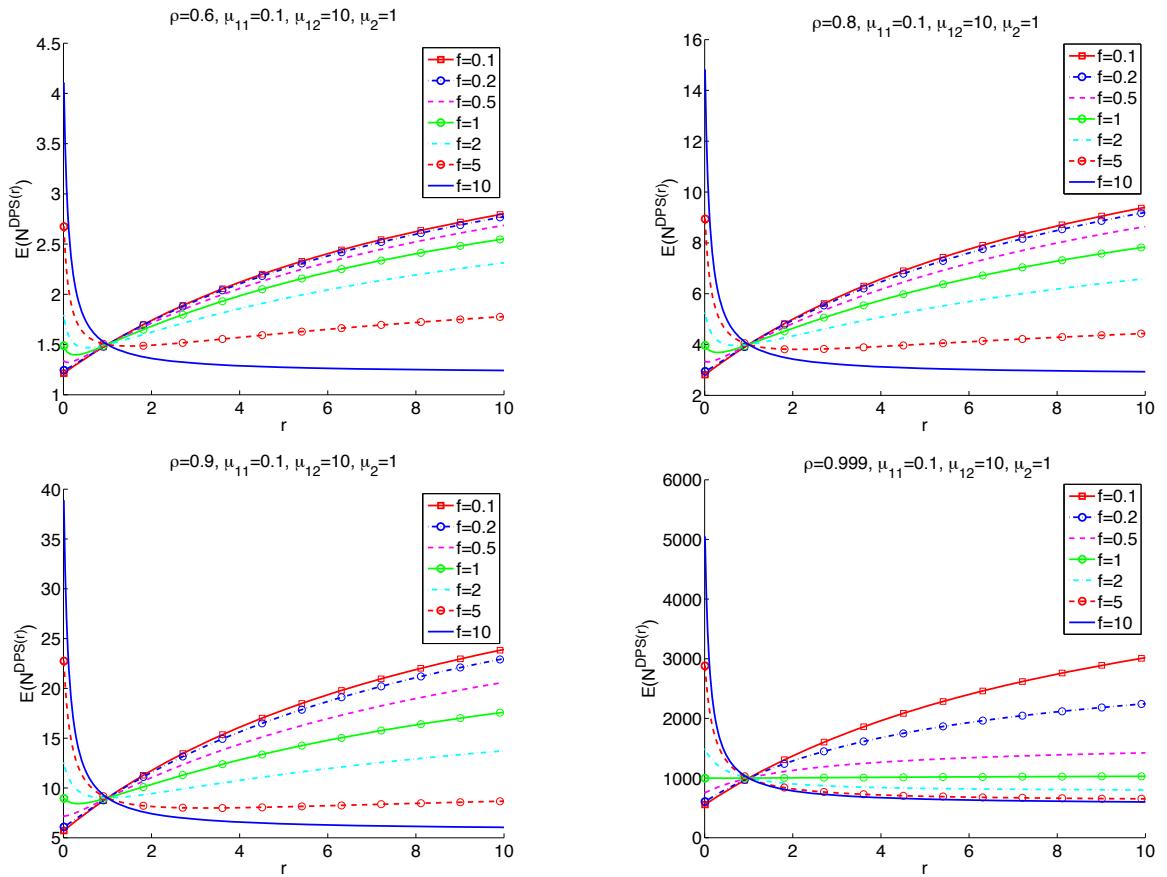 ρ=0.6, μ11=0.1, μ12=10, μ2=1
4.5
4
3.5
3
2.5
2
1.5
1
E(N^DPS(r))
0
2
4
6
8
10
r
f=0.1
f=0.2
f=0.5
f=1
f=2
f=5
f=10
ρ=0.8, μ11=0.1, μ12=10, μ2=1
16
14
12
10
8
6
4
2
E(N^DPS(r))
0
2
4
6
8
10
r
f=0.1
f=0.2
f=0.5
f=1
f=2
f=5
f=10
ρ=0.9, μ11=0.1, μ12=10, μ2=1
40
35
30
25
20
15
10
5
E(N^DPS(r))
0
2
4
6
8
10
r
f=0.1
f=0.2
f=0.5
f=1
f=2
f=5
f=10
ρ=0.999, μ11=0.1, μ12=10, μ2=1
6000
5000
4000
3000
2000
1000
0
E(N^DPS(r))
0
2
4
6
8
10
r
f=0.1
f=0.2
f=0.5
f=1
f=2
f=5
f=10